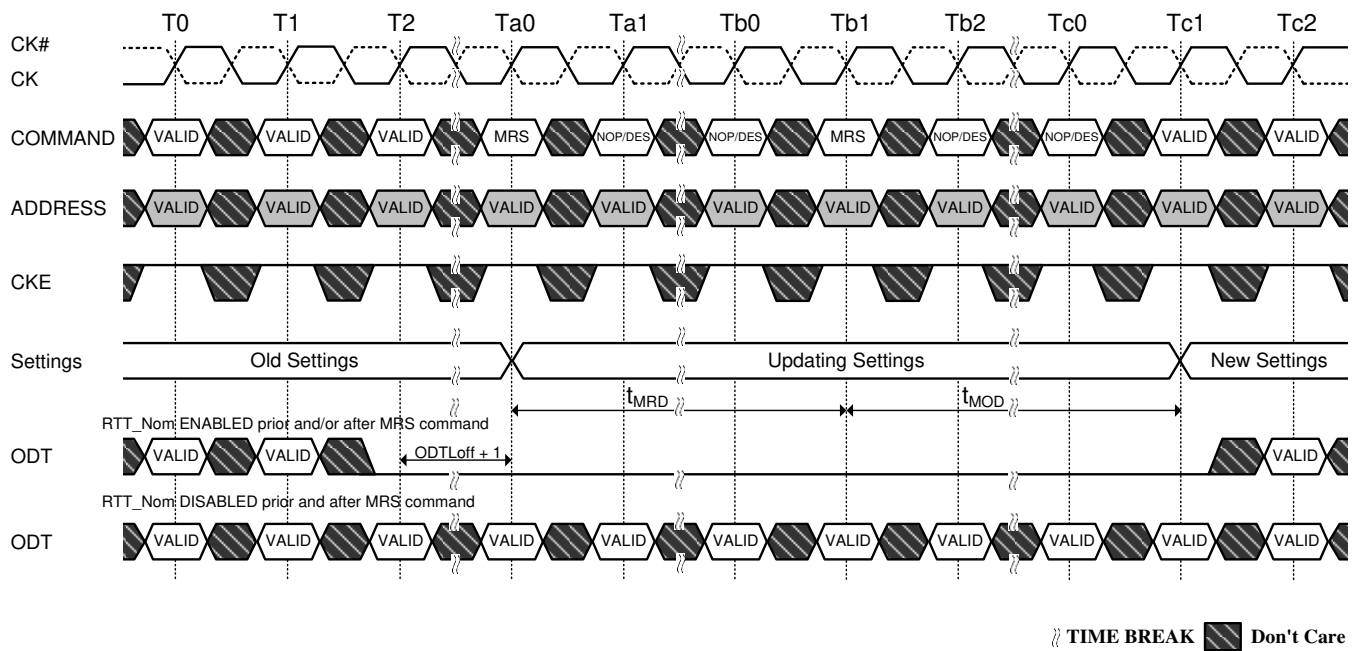 T0 T1 T2 Ta0 Ta1 Tb0 Tb1 Tb2 Tc0 Tc1 Tc2
CK#
CK
COMMAND VALID VALID VALID MRS NOP/DES NOP/DES MRS NOP/DES NOP/DES VALID VALID
ADDRESS VALID VALID VALID VALID VALID VALID VALID VALID VALID VALID VALID
CKE
Settings Old Settings Updating Settings New Settings
tMRD tMOD
RTT_Nom ENABLED prior and/or after MRS command
ODT VALID VALID ODTLoff + 1 VALID
RTT_Nom DISABLED prior and after MRS command
ODT VALID VALID VALID VALID VALID VALID VALID VALID VALID VALID VALID
TIME BREAK Don't Care